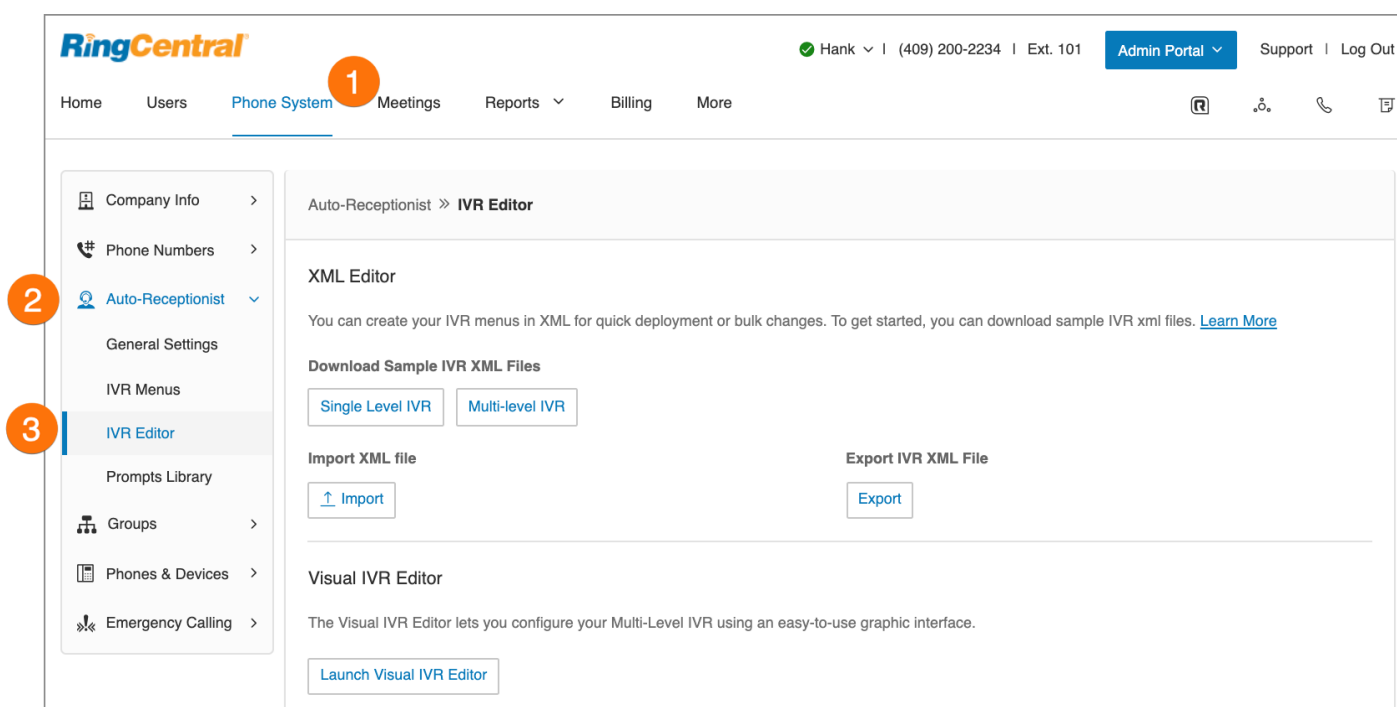 RingCentral
Hank | (409) 200-2234 | Ext. 101 Admin Portal Support | Log Out
1
Home Users Phone System Meetings Reports Billing More
Company Info
Phone Numbers
2 Auto-Receptionist
General Settings
IVR Menus
3 IVR Editor
Prompts Library
Groups
Phones & Devices
Emergency Calling
Auto-Receptionist » IVR Editor
XML Editor
You can create your IVR menus in XML for quick deployment or bulk changes. To get started, you can download sample IVR xml files. Learn More
Download Sample IVR XML Files
Single Level IVR Multi-level IVR
Import XML file Export IVR XML File
Import Export
Visual IVR Editor
The Visual IVR Editor lets you configure your Multi-Level IVR using an easy-to-use graphic interface.
Launch Visual IVR Editor